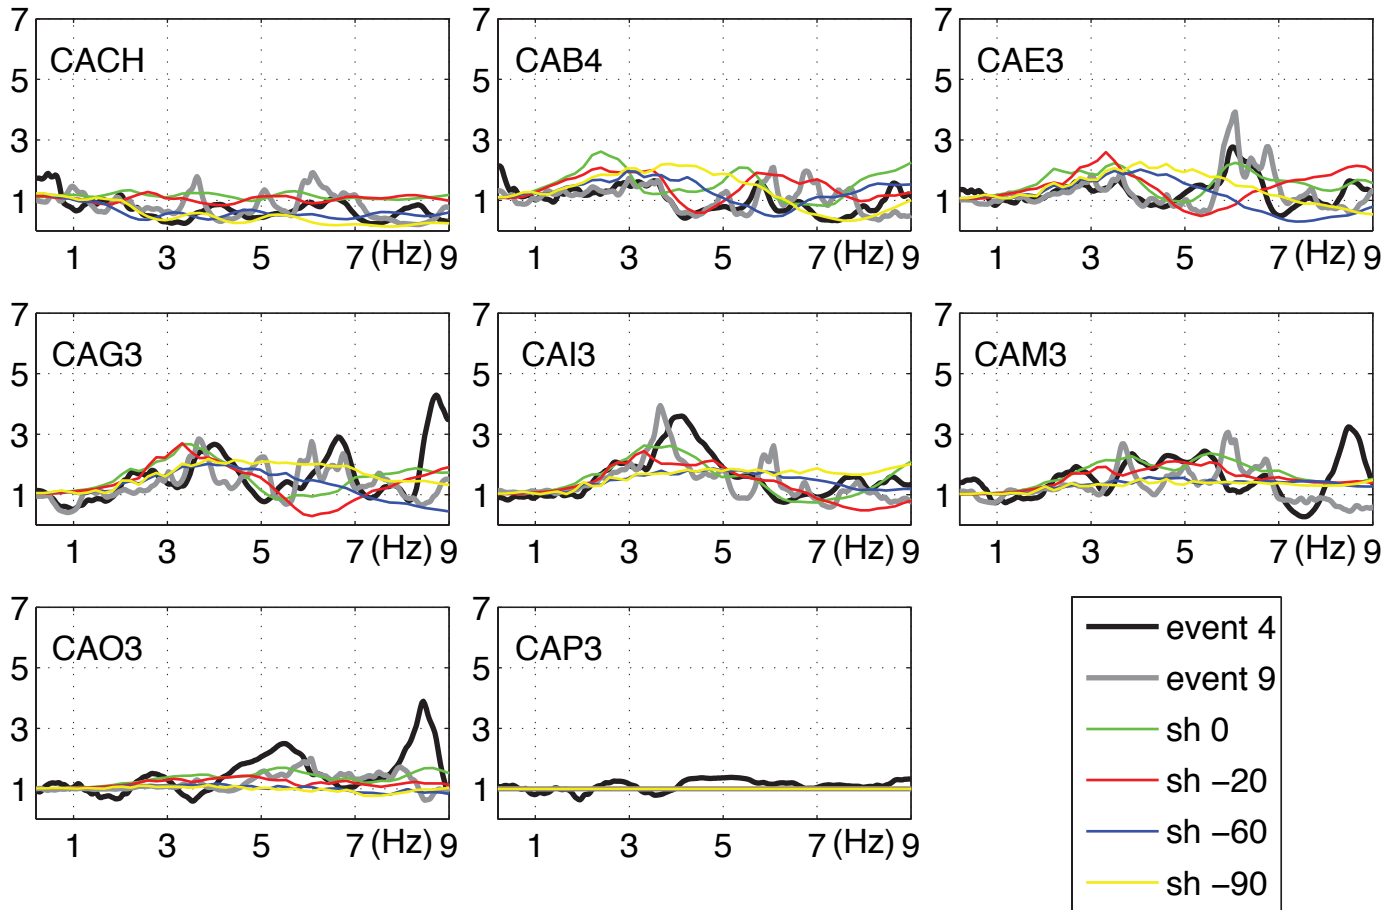 7 7 7
CACH CAB4 CAE3
5 5 5
3 3 3
1 1 1
1 3 5 7 (Hz) 9 1 3 5 7 (Hz) 9 1 3 5 7 (Hz) 9
7 7 7
CAG3 CAI3 CAM3
5 5 5
3 3 3
1 1 1
1 3 5 7 (Hz) 9 1 3 5 7 (Hz) 9 1 3 5 7 (Hz) 9
7 7
CAO3 CAP3
5 5
3 3
1 1
1 3 5 7 (Hz) 9 1 3 5 7 (Hz) 9
event 4
event 9
sh 0
sh −20
sh −60
sh −90